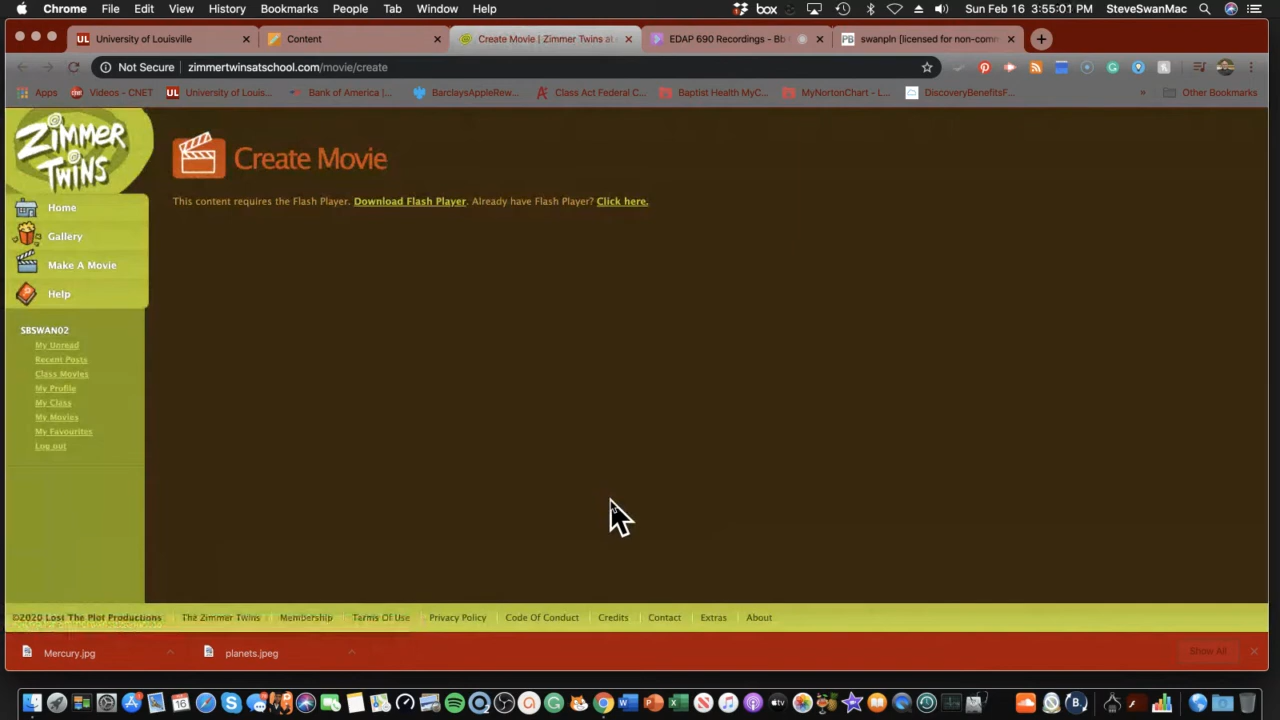 Chrome File Edit View History Bookmarks People Tab Window Help box Sun Feb 16 3:55:01 PM SteveSwanMac
University of Louisville Content Create Movie | Zimmer Twins at EDAP 690 Recordings – Bb swanpln [licensed for non-comm
Not Secure zimmertwinsatschool.com/movie/create
Apps Videos - CNET University of Louis... Bank of America |... BarclaysAppleRew... Class Act Federal C... Baptist Health MyC... MyNortonChart - L... DiscoveryBenefitsF... » Other Bookmarks
ZIMMER TWINS
Create Movie
This content requires the Flash Player. Download Flash Player. Already have Flash Player? Click here.
Home
Gallery
Make A Movie
Help
SBSWAN02
My Unread
Recent Posts
Class Movies
My Profile
My Class
My Movies
My Favourites
Log out
©2020 Lost The Plot Productions The Zimmer Twins Membership Terms Of Use Privacy Policy Code Of Conduct Credits Contact Extras About
Mercury.jpg planets.jpeg Show All